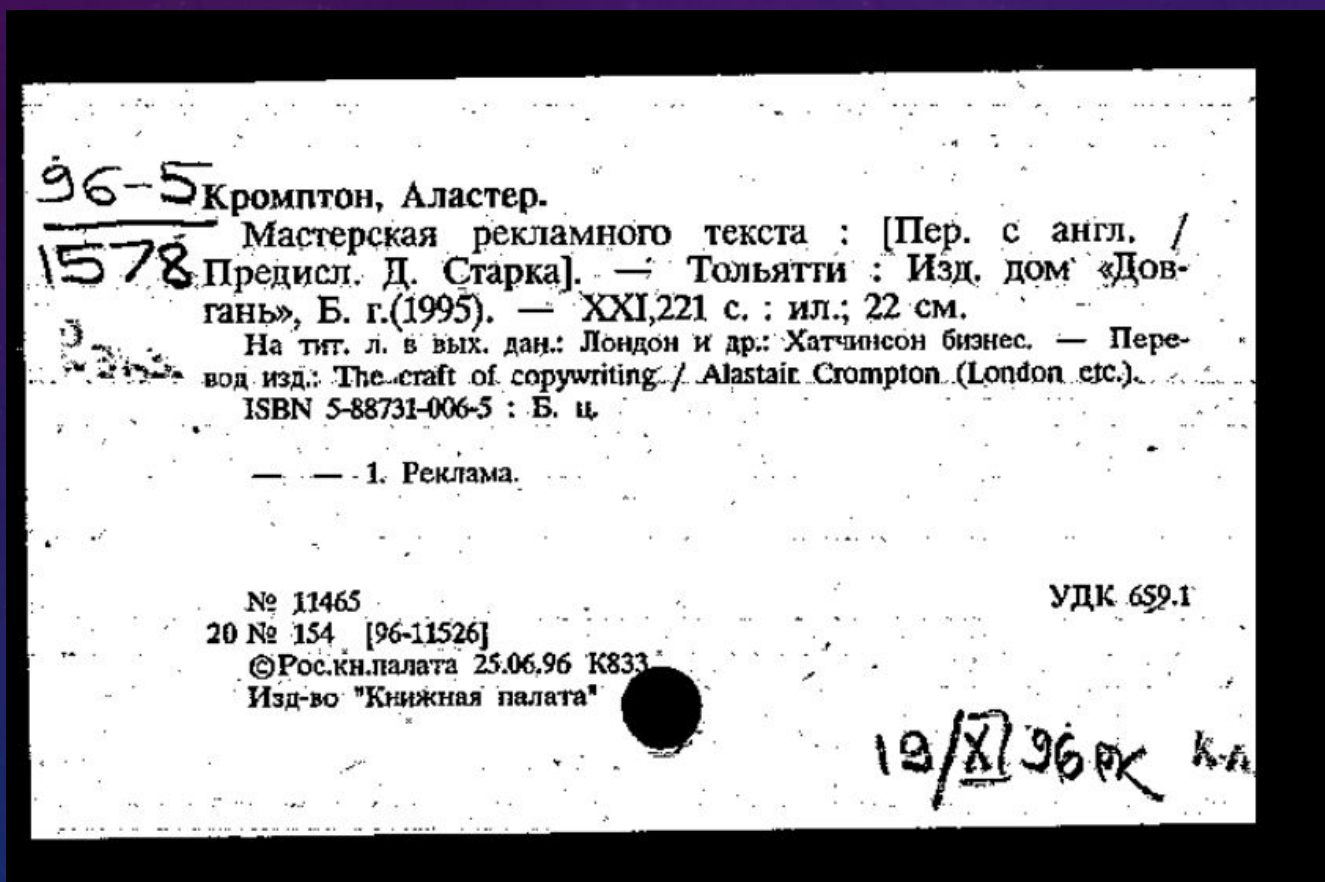 96-5
1578
Кромптон, Аластер.
Мастерская рекламного текста : [Пер. с англ. /
Предисл. Д. Старка]. — Тольятти : Изд. дом «Дов-
гань», Б. г.(1995). — XXI,221 с. : ил.; 22 см.
На тит. л. в вых. дан.: Лондон и др.: Хатчинсон бизнес. — Пере-
вод изд.: The craft of copywriting / Alastair Crompton (London etc.).
ISBN 5-88731-006-5 : Б. ц.
— — 1. Реклама.
№ 11465 УДК 659.1
20 № 154 [96-11526]
©Рос.кн.палата 25.06.96 К833
Изд-во "Книжная палата"
19/XI 96 РК